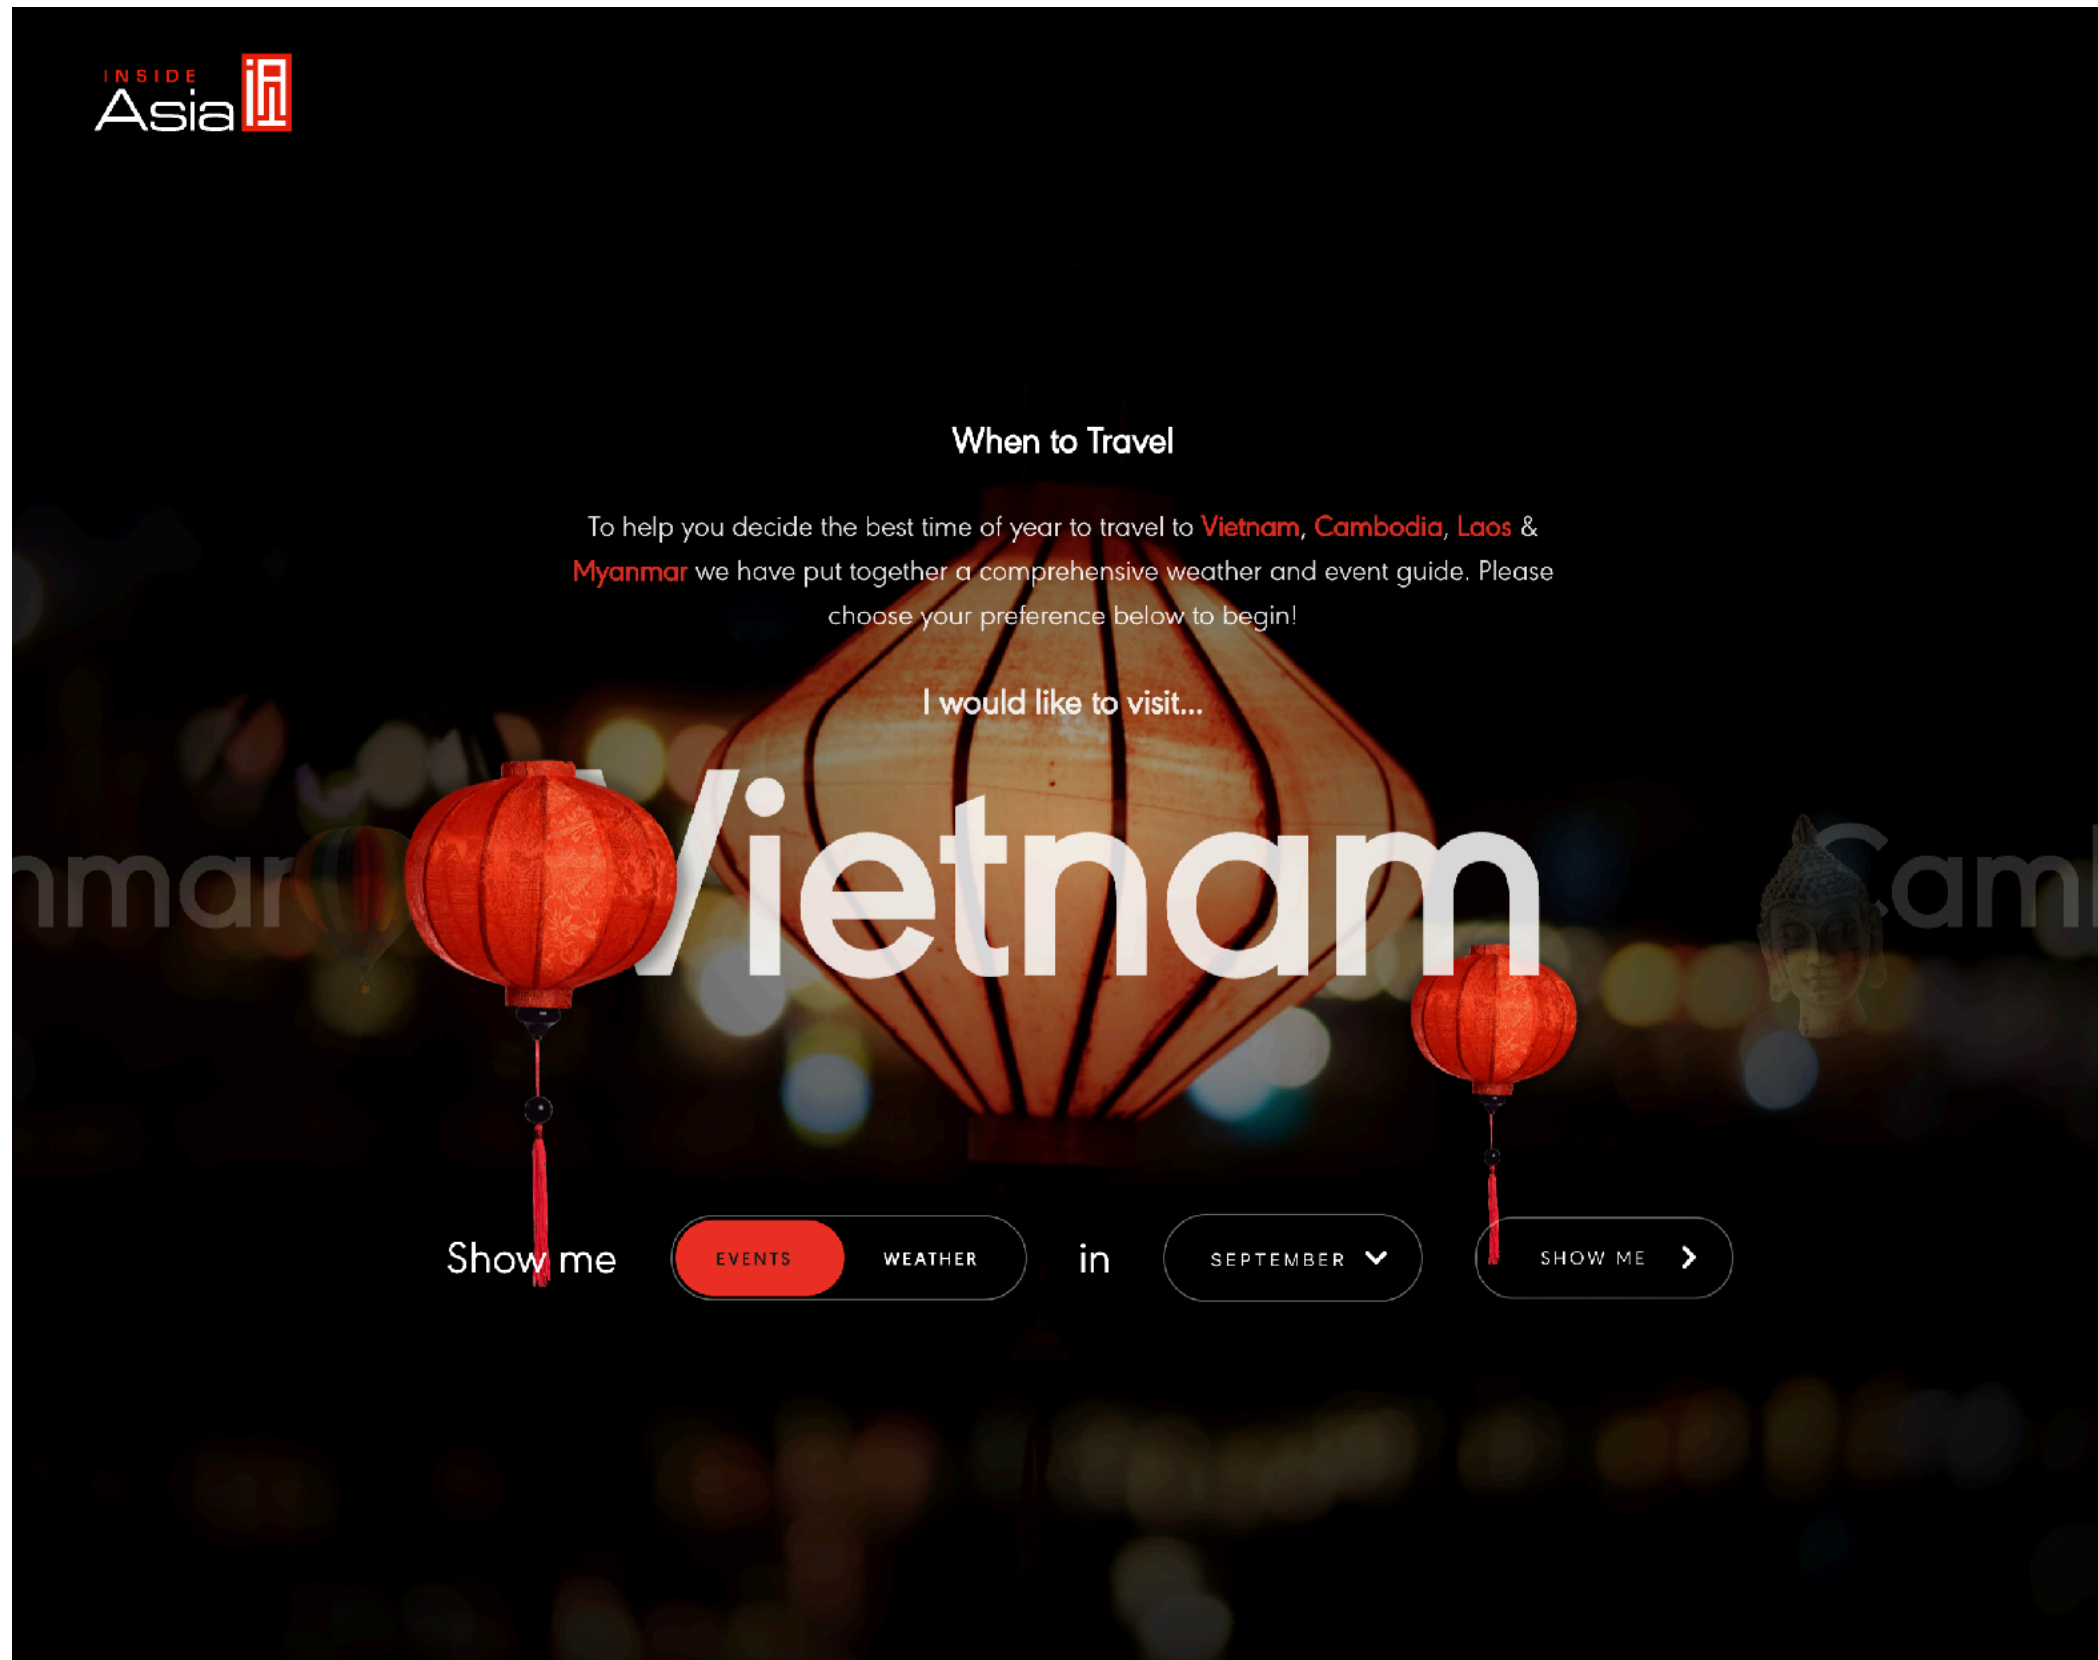 INSIDE
Asia
When to Travel
To help you decide the best time of year to travel to Vietnam, Cambodia, Laos &
Myanmar we have put together a comprehensive weather and event guide. Please
choose your preference below to begin!
I would like to visit...
nmar Vietnam Camb
Show me EVENTS WEATHER in SEPTEMBER SHOW ME